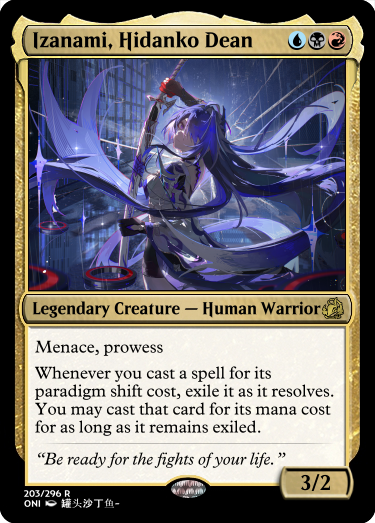 Izanami, Hidanko Dean
Legendary Creature — Human Warrior
Menace, prowess
Whenever you cast a spell for its
paradigm shift cost, exile it as it resolves.
You may cast that card for its mana cost
for as long as it remains exiled.
“Be ready for the fights of your life.”
3/2
203/296 R
ONI 罐头沙丁鱼-